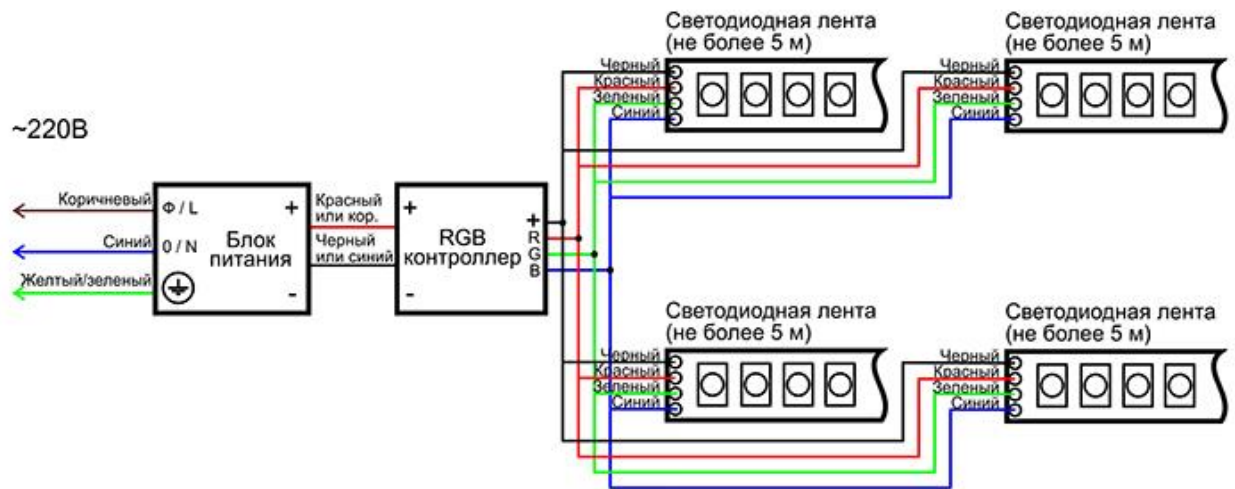 Светодиодная лента
(не более 5 м)
Светодиодная лента
(не более 5 м)
Черный
Красный
Зеленый
Синий
Черный
Красный
Зеленый
Синий
~220В
Коричневый
Ф / L
+
Красный
или кор.
+
+
R
G
B
Синий
0 / N
Блок
питания
Черный
или синий
RGB
контроллер
Желтый/зеленый
-
-
Светодиодная лента
(не более 5 м)
Светодиодная лента
(не более 5 м)
Черный
Красный
Зеленый
Синий
Черный
Красный
Зеленый
Синий